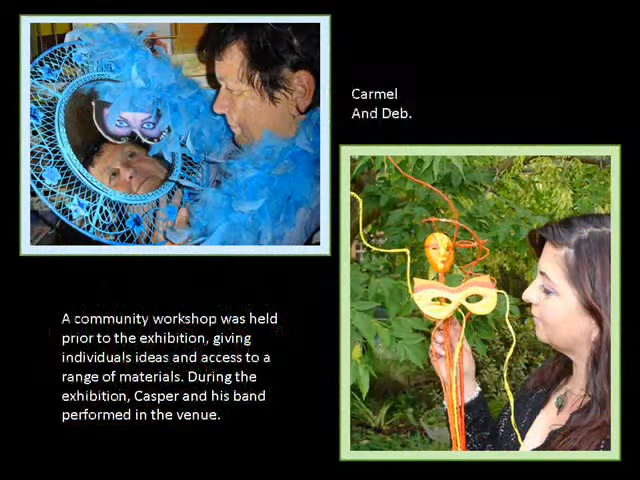 Carmel
And Deb.
A community workshop was held
prior to the exhibition, giving
individuals ideas and access to a
range of materials. During the
exhibition, Casper and his band
performed in the venue.